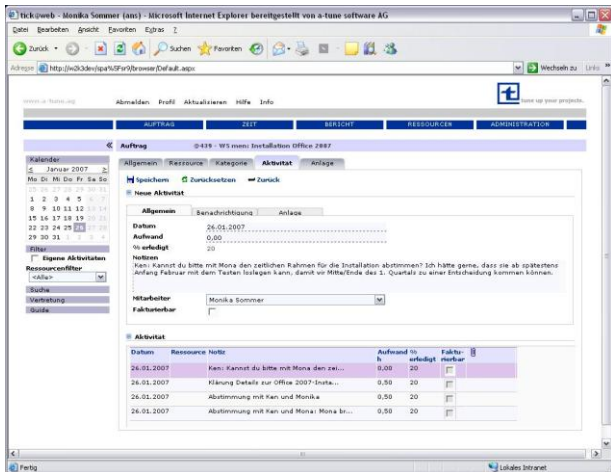 tick@web - Monika Sommer (ans) - Microsoft Internet Explorer bereitgestellt von a-tune software AG
Datei Bearbeiten Ansicht Favoriten Extras ?
Zurück Suchen Favoriten
Adresse http://w2k3dev/spa%5Fsr9/browser/Default.aspx Wechseln zu Links
www.a-tune.ag Abmelden Profil Aktualisieren Hilfe Info tune up your projects.
AUFTRAG ZEIT BERICHT RESSOURCEN ADMINISTRATION
Auftrag @439 - WS menu Installation Office 2007
Kalender
Januar 2007
Mo Di Mi Do Fr Sa So
25 26 27 28 29 30 31
1 2 3 4 5 6 7
8 9 10 11 12 13 14
15 16 17 18 19 20 21
22 23 24 25 26 27 28
29 30 31 1 2 3 4
Filter
Eigene Aktivitäten
Ressourcenfilter
<Alle>
Suche
Vertretung
Guide
Allgemein Ressource Kategorie Aktivität Anlage
Speichern Zurücksetzen Zurück
Neue Aktivität
Allgemein Benachrichtigung Anlage
Datum 26.01.2007
Aufwand 0,00
% erledigt 20
Notizen
Ken: Kannst du bitte mit Mona den zeitlichen Rahmen für die Installation abstimmen? Ich hätte gerne, dass sie ab spätestens
Anfang Februar mit dem Testen loslegen kann, damit wir Mitte/Ende des 1. Quartals zu einer Entscheidung kommen können.
Mitarbeiter Monika Sommer
Fakturierbar
Aktivität
Datum Ressource Notiz Aufwand h % erledigt Faktu-rierbar
26.01.2007 Ken: Kannst du bitte mit Mona den zei... 0,00 20
26.01.2007 Klärung Details zur Office 2007-Insta... 0,50 20
26.01.2007 Abstimmung mit Ken und Monika 0,50 20
26.01.2007 Abstimmung mit Ken und Mona: Mona br... 0,50 20
Fertig Lokales Intranet